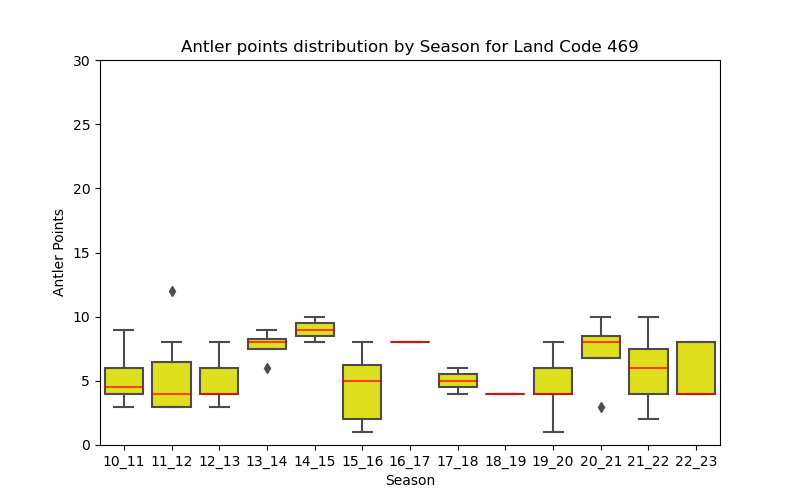 Antler points distribution by Season for Land Code 469
30
25
20
15
10
5
0
Antler Points
10_11 11_12 12_13 13_14 14_15 15_16 16_17 17_18 18_19 19_20 20_21 21_22 22_23
Season